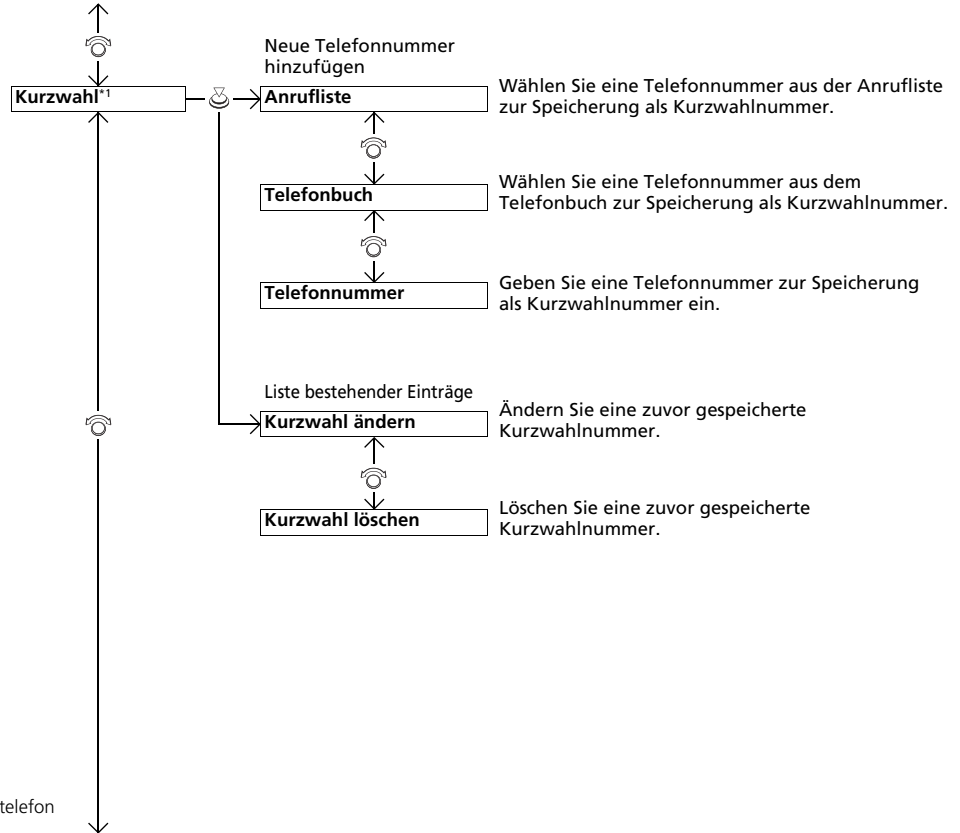 Neue Telefonnummer
hinzufügen
Kurzwahl*1
Anrufliste
Wählen Sie eine Telefonnummer aus der Anrufliste
zur Speicherung als Kurzwahlnummer.
Telefonbuch
Wählen Sie eine Telefonnummer aus dem
Telefonbuch zur Speicherung als Kurzwahlnummer.
Telefonnummer
Geben Sie eine Telefonnummer zur Speicherung
als Kurzwahlnummer ein.
Liste bestehender Einträge
Kurzwahl ändern
Ändern Sie eine zuvor gespeicherte
Kurzwahlnummer.
Kurzwahl löschen
Löschen Sie eine zuvor gespeicherte
Kurzwahlnummer.
telefon